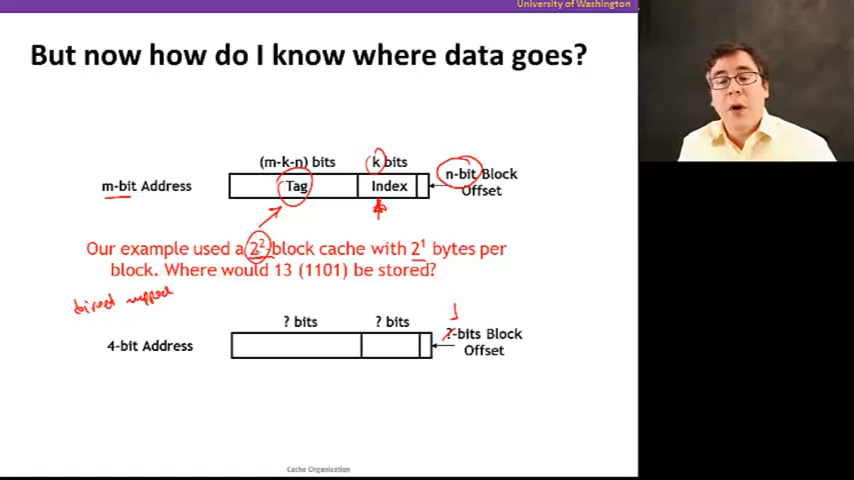 University of Washington
But now how do I know where data goes?
(m-k-n) bits k bits
m-bit Address Tag Index n-bit Block
Offset
Our example used a 2²-block cache with 2¹ bytes per
block. Where would 13 (1101) be stored?
direct mapped
1
? bits ? bits ?-bits Block
4-bit Address Offset
Cache Organization